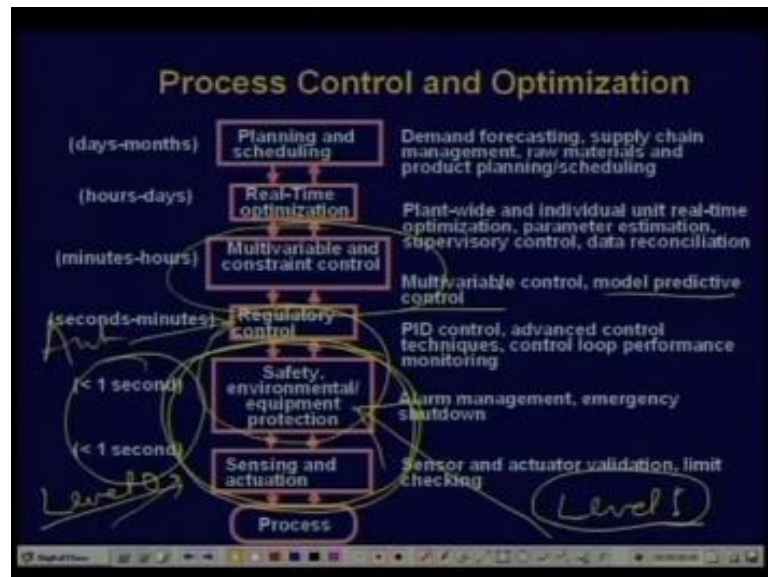 Process Control and Optimization
(days-months)
Planning and
scheduling
Demand forecasting, supply chain
management, raw materials and
product planning/scheduling
(hours-days)
Real-Time
optimization
Plant-wide and individual unit real-time
optimization, parameter estimation,
supervisory control, data reconciliation
(minutes-hours)
Multivariable and
constraint control
Multivariable control, model predictive
control
(seconds-minutes)
Regulatory
control
PID control, advanced control
techniques, control loop performance
monitoring
(< 1 second)
Safety,
environmental/
equipment
protection
Alarm management, emergency
shutdown
(< 1 second)
Sensing and
actuation
Sensor and actuator validation, limit
checking
Process
Level
Level 1